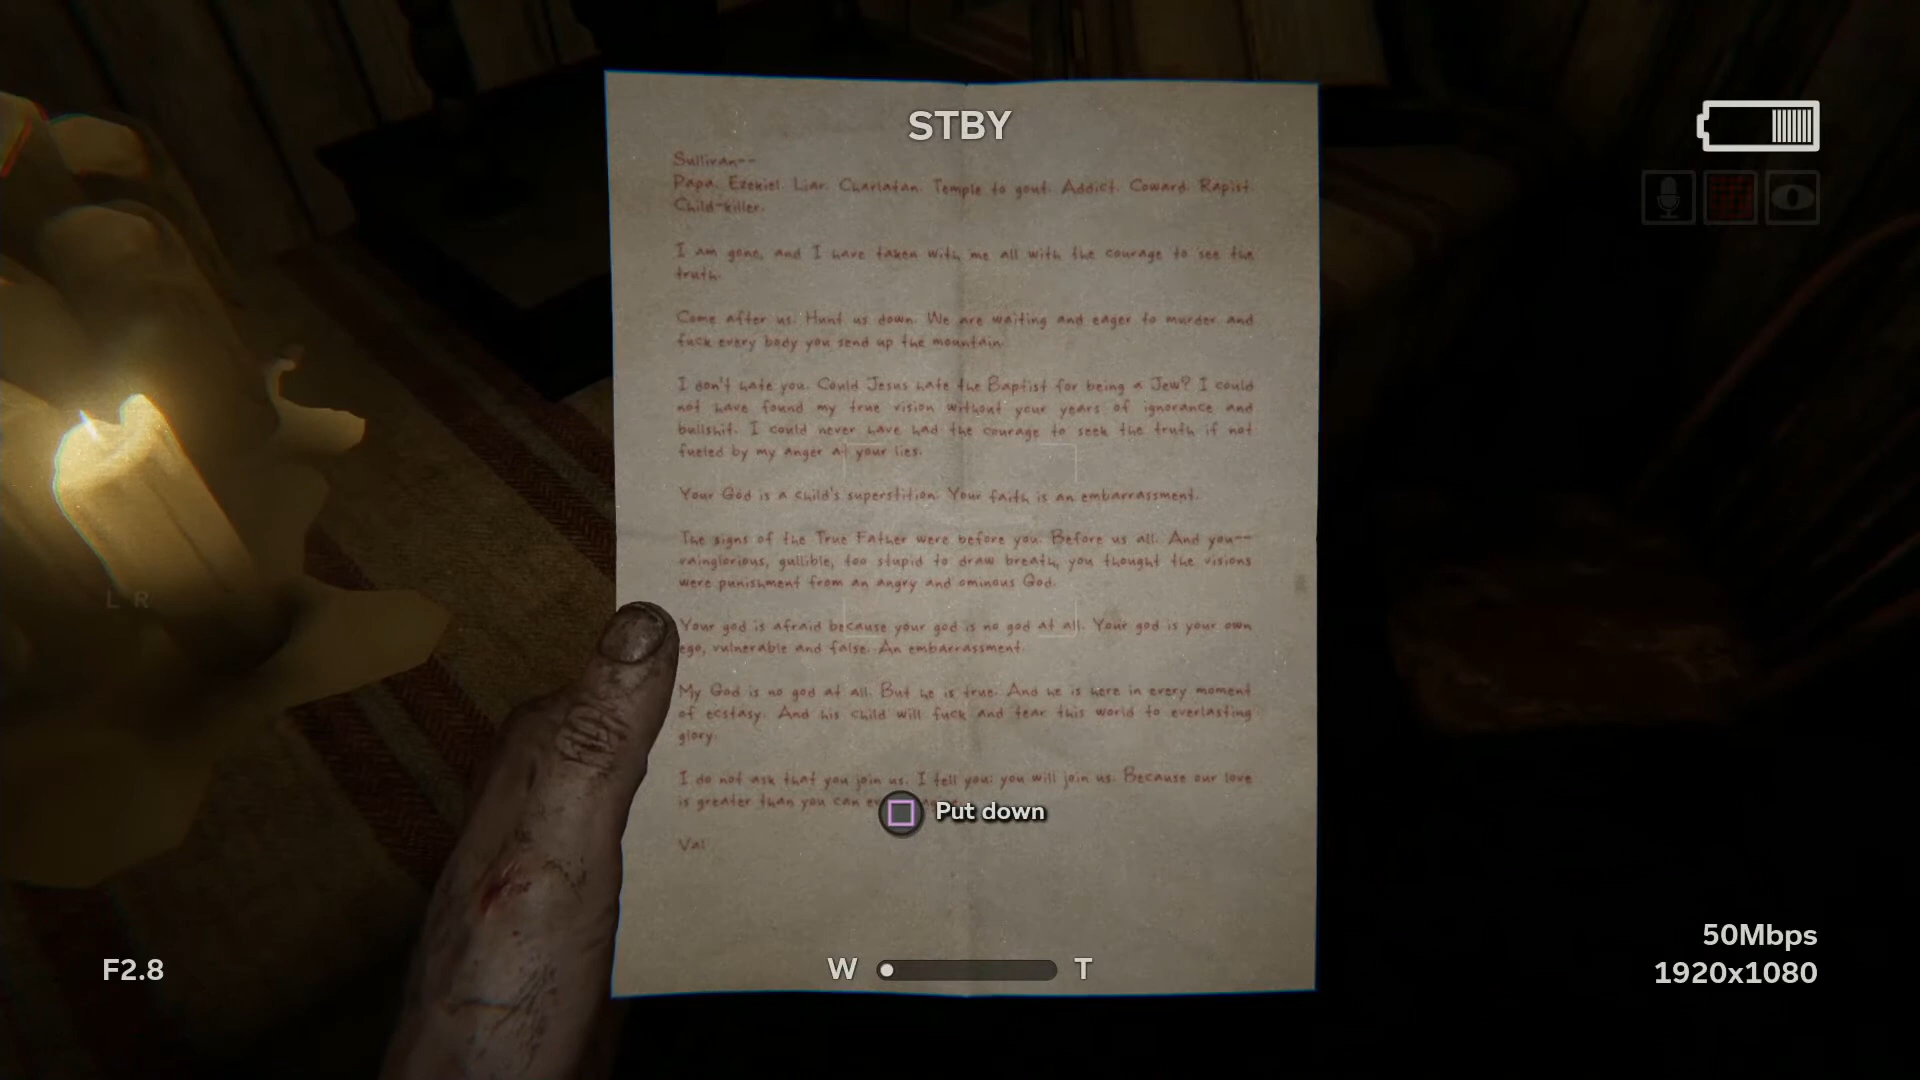 STBY
Sullivan--
Papa. Ezekiel. Liar. Charlatan. Temple to gout. Addict. Coward. Rapist.
Child-killer.
I am gone, and I have taken with me all with the courage to see the
truth.
Come after us. Hunt us down. We are waiting and eager to murder and
fuck every body you send up the mountain.
I don't hate you. Could Jesus hate the Baptist for being a Jew? I could
not have found my true vision without your years of ignorance and
bullshit. I could never have had the courage to seek the truth if not
fueled by my anger at your lies.
Your God is a child's superstition. Your faith is an embarrassment.
The signs of the True Father were before you. Before us all. And you--
vainglorious, gullible, too stupid to draw breath, you thought the visions
were punishment from an angry and ominous God.
L R
Your god is afraid because your god is no god at all. Your god is your own
ego, vulnerable and false. An embarrassment.
My God is no god at all. But he is true. And he is here in every moment
of ecstasy. And his child will fuck and tear this world to everlasting
glory.
I do not ask that you join us. I tell you: you will join us. Because our love
is greater than you can
Put down
Val
50Mbps
F2.8
W T
1920x1080